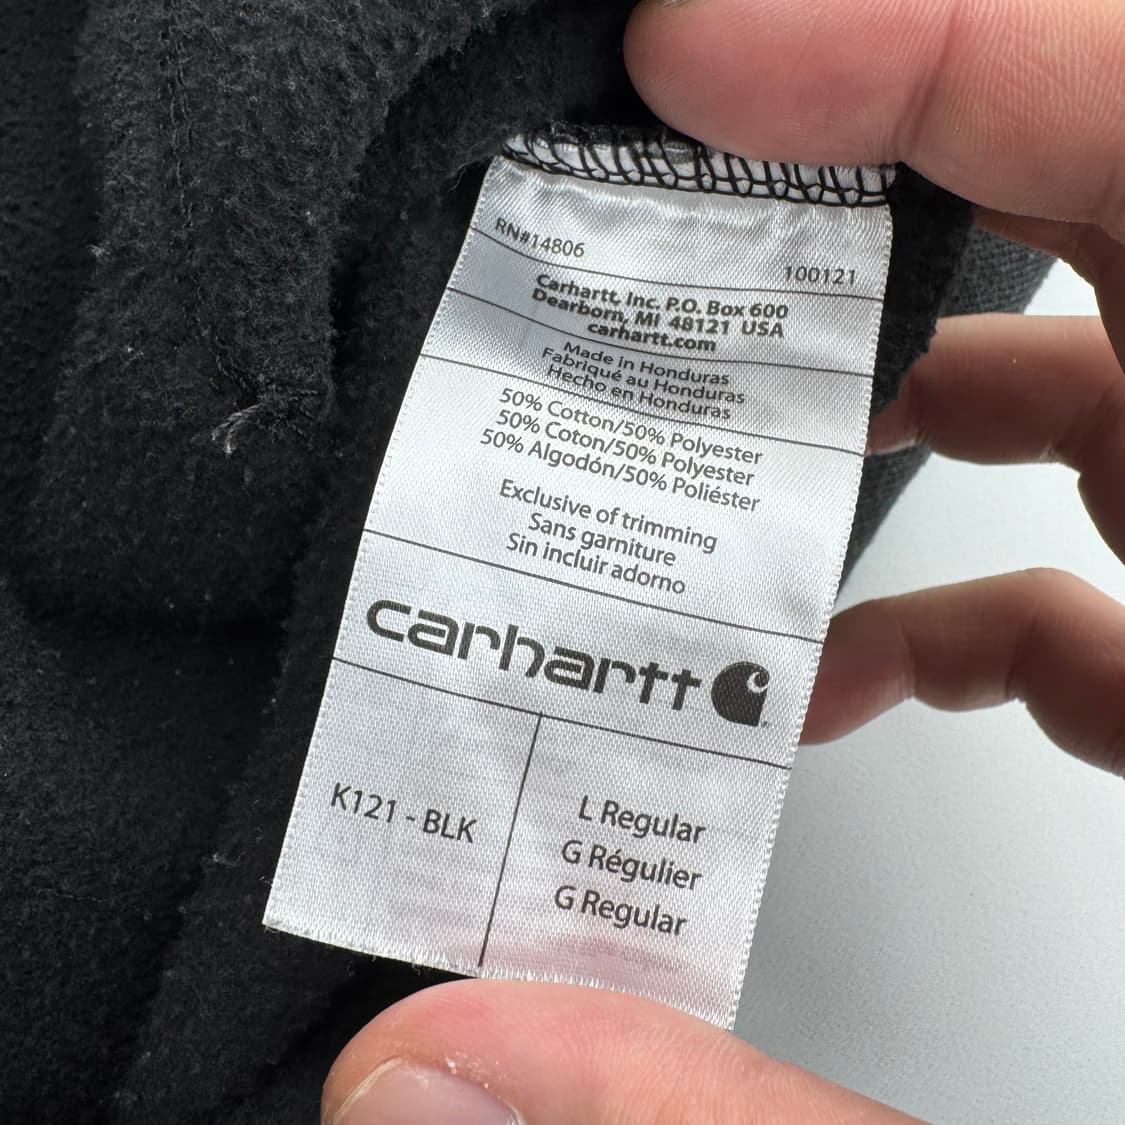 RN#14806
100121
Carhartt, Inc. P.O. Box 600
Dearborn, MI 48121 USA
carhartt.com
Made in Honduras
Fabriqué au Honduras
Hecho en Honduras
50% Cotton/50% Polyester
50% Coton/50% Polyester
50% Algodón/50% Poliéster
Exclusive of trimming
Sans garniture
Sin incluir adorno
carhartt
K121 - BLK
L Regular
G Régulier
G Regular